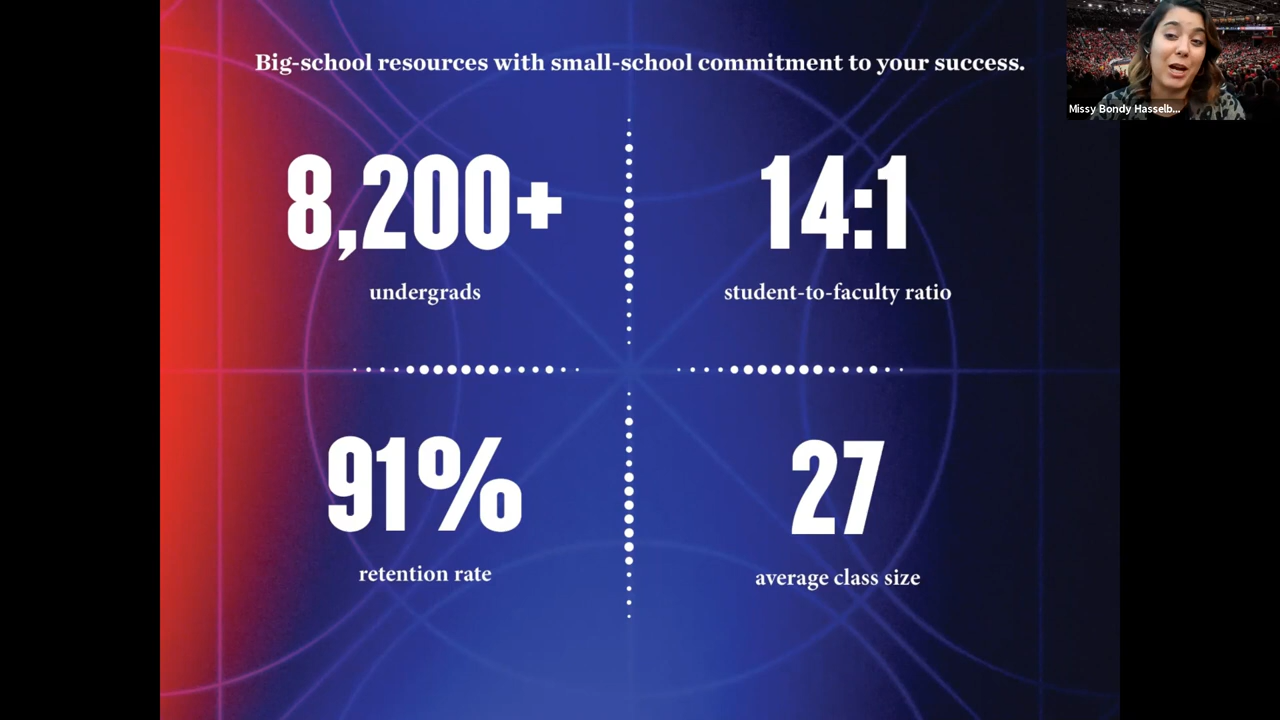 Big-school resources with small-school commitment to your success.
Missy Bondy Hasselb...
8,200+
undergrads
14:1
student-to-faculty ratio
91%
retention rate
27
average class size